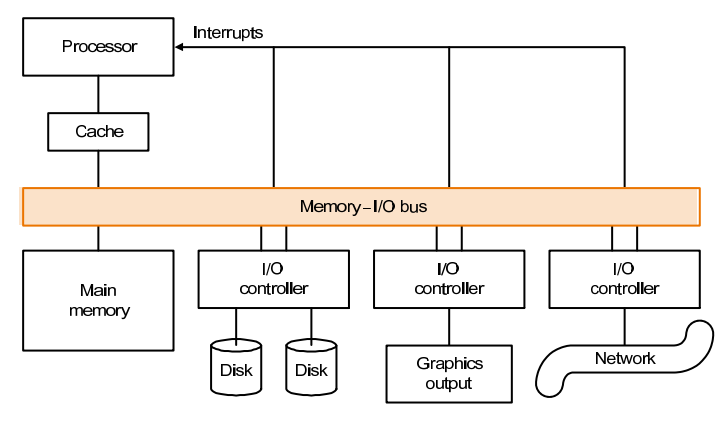 Processor
Interrupts
Cache
Memory–I/O bus
Main
memory
I/O
controller
I/O
controller
I/O
controller
Disk
Disk
Graphics
output
Network